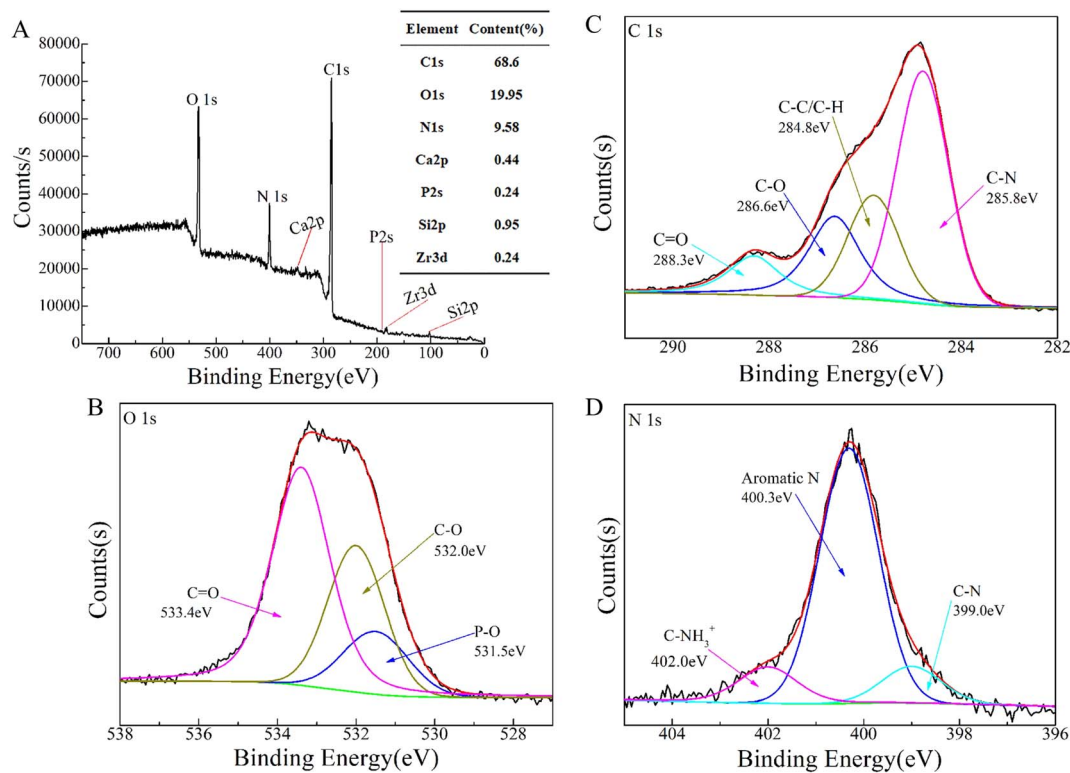 A
Counts/s
80000
70000
60000
50000
40000
30000
20000
10000
0
O 1s
N 1s
Ca2p
C1s
P2s
Zr3d
Si2p
700 600 500 400 300 200 100 0
Binding Energy(eV)
Element Content(%)
C1s 68.6
O1s 19.95
N1s 9.58
Ca2p 0.44
P2s 0.24
Si2p 0.95
Zr3d 0.24
C
C 1s
Counts(s)
C-C/C-H
284.8eV
C-O
286.6eV
C=O
288.3eV
C-N
285.8eV
290 288 286 284 282
Binding Energy(eV)
B
O 1s
Counts(s)
C=O
533.4eV
C-O
532.0eV
P-O
531.5eV
538 536 534 532 530 528
Binding Energy(eV)
D
N 1s
Counts(s)
Aromatic N
400.3eV
C-NH₃⁺
402.0eV
C-N
399.0eV
404 402 400 398 396
Binding Energy(eV)